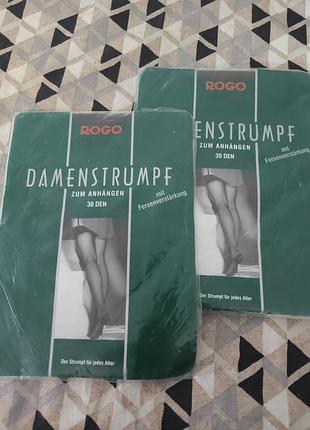 ROGO
DAMENSTRUMPF
ZUM ANHÄNGEN
30 DEN
mit
Fersenverstärkung
Der Strumpf für jedes Alter
ROGO
ENSTRUMPF
ZUM ANHÄNGEN
30 DEN
mit
Fersenverstärkung
Der Strumpf für jedes Alter